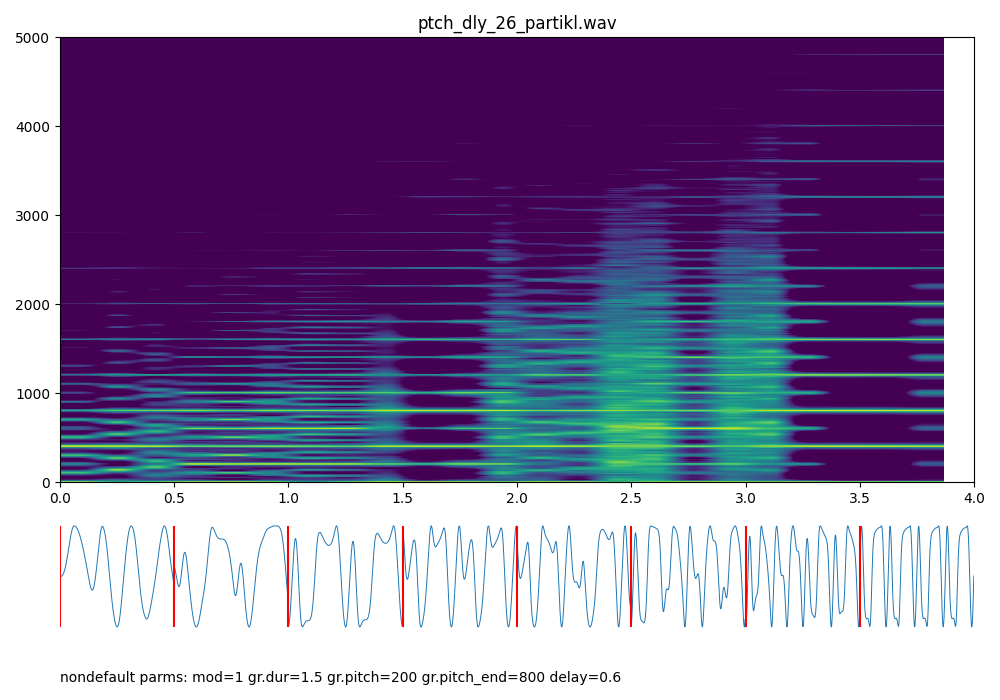 ptch_dly_26_partikl.wav
5000
4000
3000
2000
1000
0
0.0 0.5 1.0 1.5 2.0 2.5 3.0 3.5 4.0
nondefault parms: mod=1 gr.dur=1.5 gr.pitch=200 gr.pitch_end=800 delay=0.6